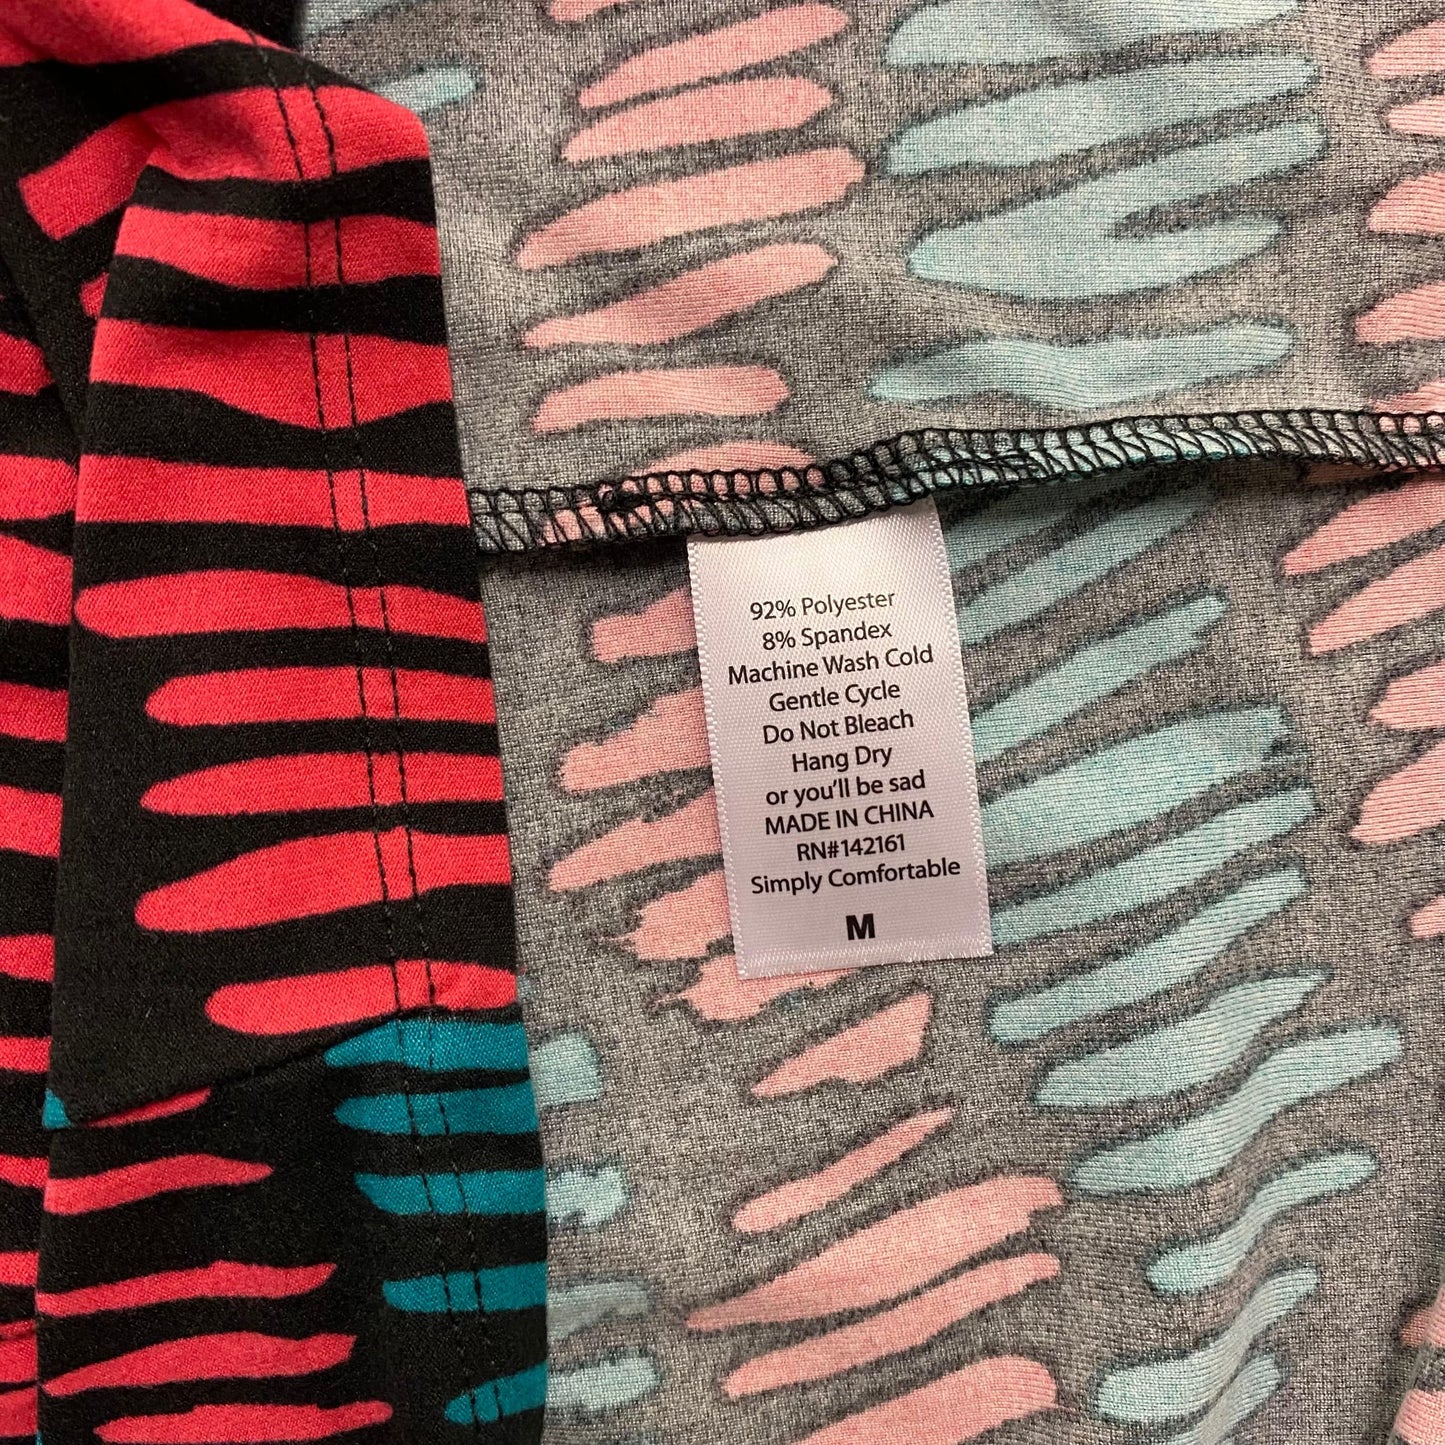 92% Polyester
8% Spandex
Machine Wash Cold
Gentle Cycle
Do Not Bleach
Hang Dry
or you'll be sad
MADE IN CHINA
RN#142161
Simply Comfortable
M